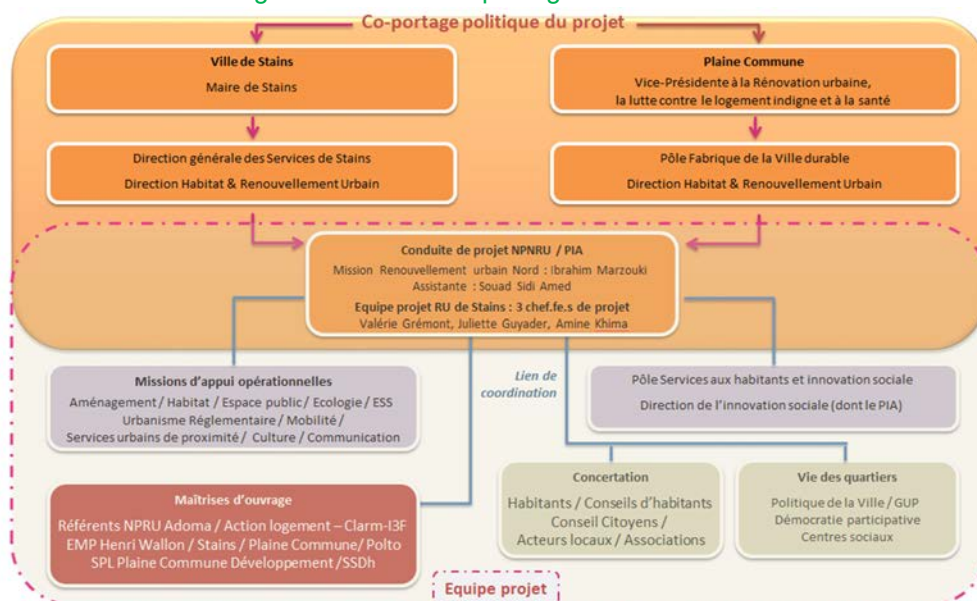 Co-portage politique du projet
Ville de Stains
Maire de Stains
Plaine Commune
Vice-Présidente à la Rénovation urbaine,
la lutte contre le logement indigne et à la santé
Direction générale des Services de Stains
Direction Habitat & Renouvellement Urbain
Pôle Fabrique de la Ville durable
Direction Habitat & Renouvellement Urbain
Conduite de projet NPNRU / PIA
Mission Renouvellement urbain Nord : Ibrahim Marzouki
Assistante : Souad Sidi Amed
Equipe projet RU de Stains : 3 chef.fe.s de projet
Valérie Grémont, Juliette Guyader, Amine Khima
Missions d'appui opérationnelles
Aménagement / Habitat / Espace public / Ecologie / ESS
Urbanisme Réglementaire / Mobilité /
Services urbains de proximité / Culture / Communication
Lien de
coordination
Pôle Services aux habitants et innovation sociale
Direction de l'innovation sociale (dont le PIA)
Maîtrises d'ouvrage
Référents NPRU Adoma / Action logement – Clarm-I3F
EMP Henri Wallon / Stains / Plaine Commune/ Polto
SPL Plaine Commune Développement /SSDh
Concertation
Habitants / Conseils d'habitants
Conseil Citoyens /
Acteurs locaux / Associations
Vie des quartiers
Politique de la Ville / GUP
Démocratie participative
Centres sociaux
Equipe projet